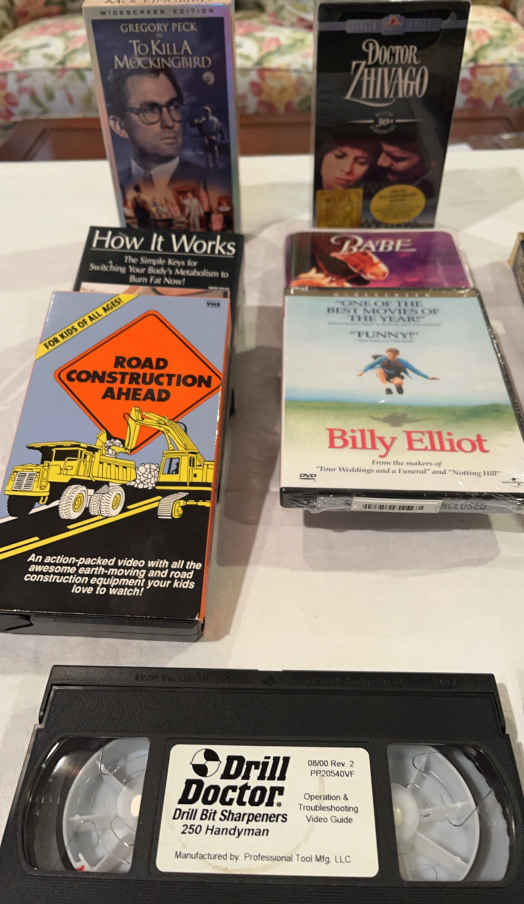 WIDESCREEN EDITION
GREGORY PECK
IN
TO KILL A
MOCKINGBIRD
DOCTOR
ZHIVAGO
How It Works
The Simple Keys for
Switching Your Body's Metabolism to
Burn Fat Now!
BABE
FOR KIDS OF ALL AGES!
VHS
ROAD
CONSTRUCTION
AHEAD
An action-packed video with all the
awesome earth-moving and road
construction equipment your kids
love to watch!
WIDESCREEN
"ONE OF THE
BEST MOVIES OF
THE YEAR!"
"FUNNY!"
Billy Elliot
From the makers of
"Four Weddings and a Funeral" and "Notting Hill"
DVD
Drill
Doctor®
Drill Bit Sharpeners
250 Handyman
08/00 Rev. 2
PP20540VF
Operation &
Troubleshooting
Video Guide
Manufactured by: Professional Tool Mfg. LLC